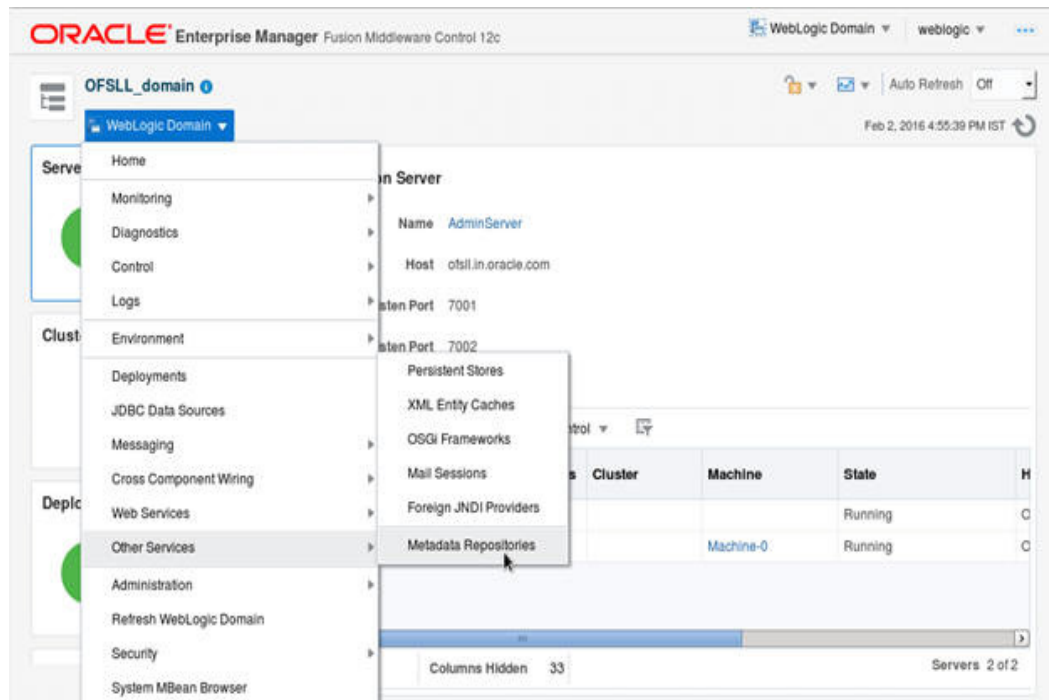 ORACLE Enterprise Manager Fusion Middleware Control 12c
WebLogic Domain
weblogic
OFSLL_domain
Auto Refresh Off
WebLogic Domain
Feb 2, 2016 4:55:39 PM IST
Home
Monitoring
Diagnostics
Control
Logs
Environment
Deployments
JDBC Data Sources
Messaging
Cross Component Wiring
Web Services
Other Services
Administration
Refresh WebLogic Domain
Security
System MBean Browser
Persistent Stores
XML Entity Caches
OSGi Frameworks
Mail Sessions
Foreign JNDI Providers
Metadata Repositories
Serve
Clust
Deplo
on Server
Name AdminServer
Host ofsll.in.oracle.com
sten Port 7001
sten Port 7002
trol
s Cluster Machine State H
Running
Machine-0 Running
Columns Hidden 33
Servers 2 of 2